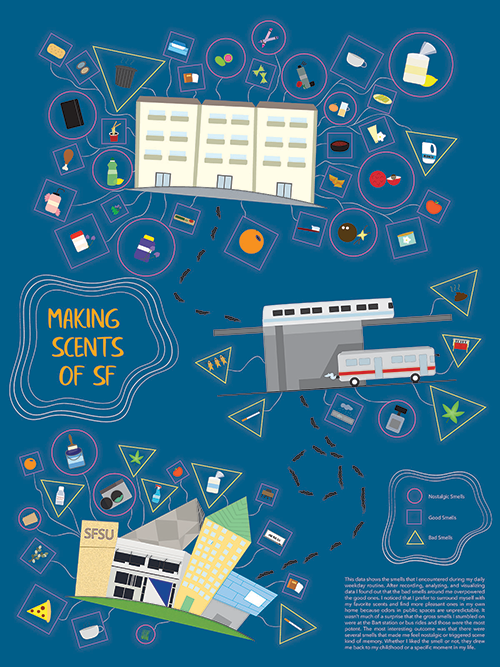 MAKING
SCENTS
OF SF
SFSU
Nostalgic Smells
Good Smells
Bad Smells
This data shows the smells that I encountered during my daily
weekday routine. After recording, analyzing, and visualizing
data I found out that the bad smells around me overpowered
the good ones. I noticed that I prefer to surround myself with
my favorite scents and find more pleasant ones in my own
home because odors in public spaces are unpredictable. It
wasn't much of a surprise that the gross smells I stumbled on
were at the Bart station or bus rides and those were the most
potent. The most interesting outcome was that there were
several smells that made me feel nostalgic or triggered some
kind of memory. Whether I liked the smell or not, they drew
me back to my childhood or a specific moment in my life.